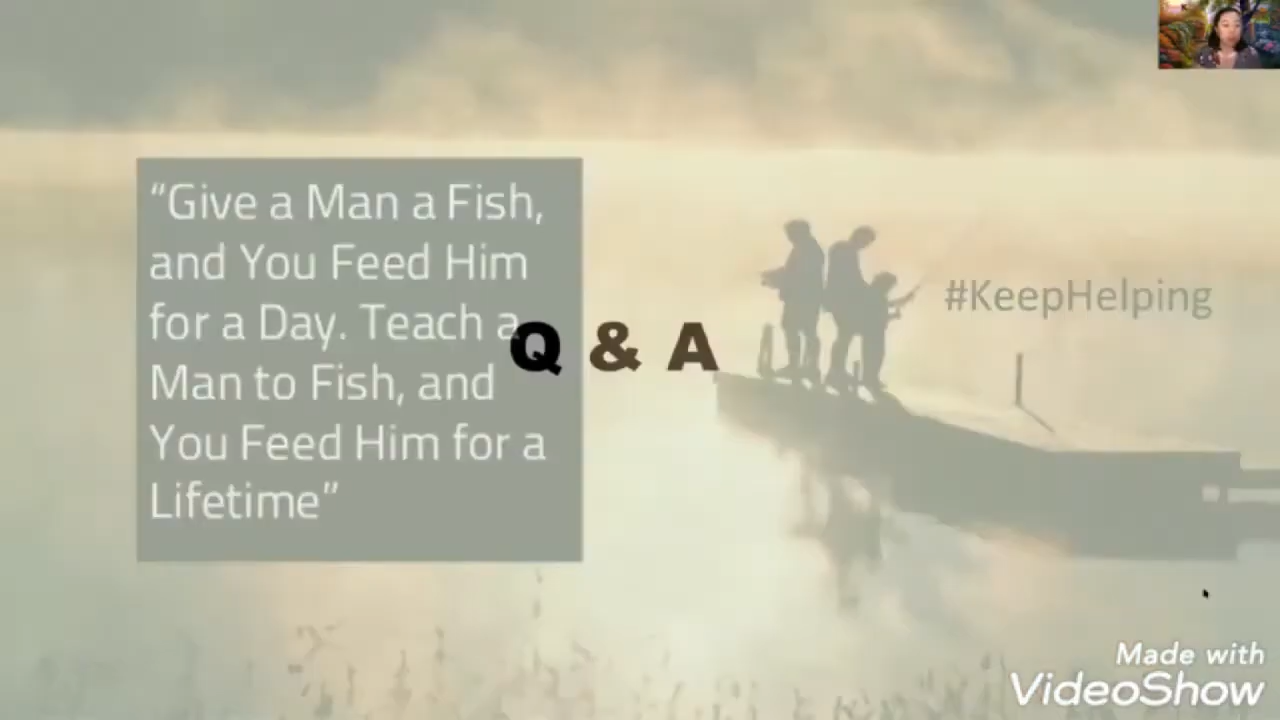 “Give a Man a Fish,
and You Feed Him
for a Day. Teach a
Man to Fish, and
You Feed Him for a
Lifetime”
Q & A
#KeepHelping
Made with
VideoShow